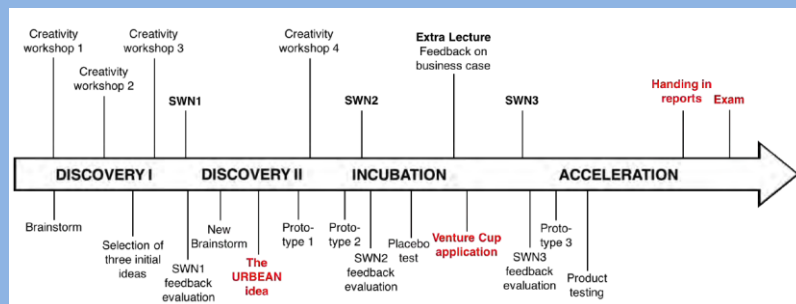 Creativity
workshop 1
Creativity
workshop 2
Creativity
workshop 3
SWN1
Creativity
workshop 4
SWN2
Extra Lecture
Feedback on
business case
SWN3
Handing in
reports
Exam
DISCOVERY I
DISCOVERY II
INCUBATION
ACCELERATION
Brainstorm
Selection of
three initial
ideas
SWN1
feedback
evaluation
New
Brainstorm
The
URBEAN
idea
Proto-
type 1
Proto-
type 2
SWN2
feedback
evaluation
Placebo
test
Venture Cup
application
SWN3
feedback
evaluation
Proto-
type 3
Product
testing